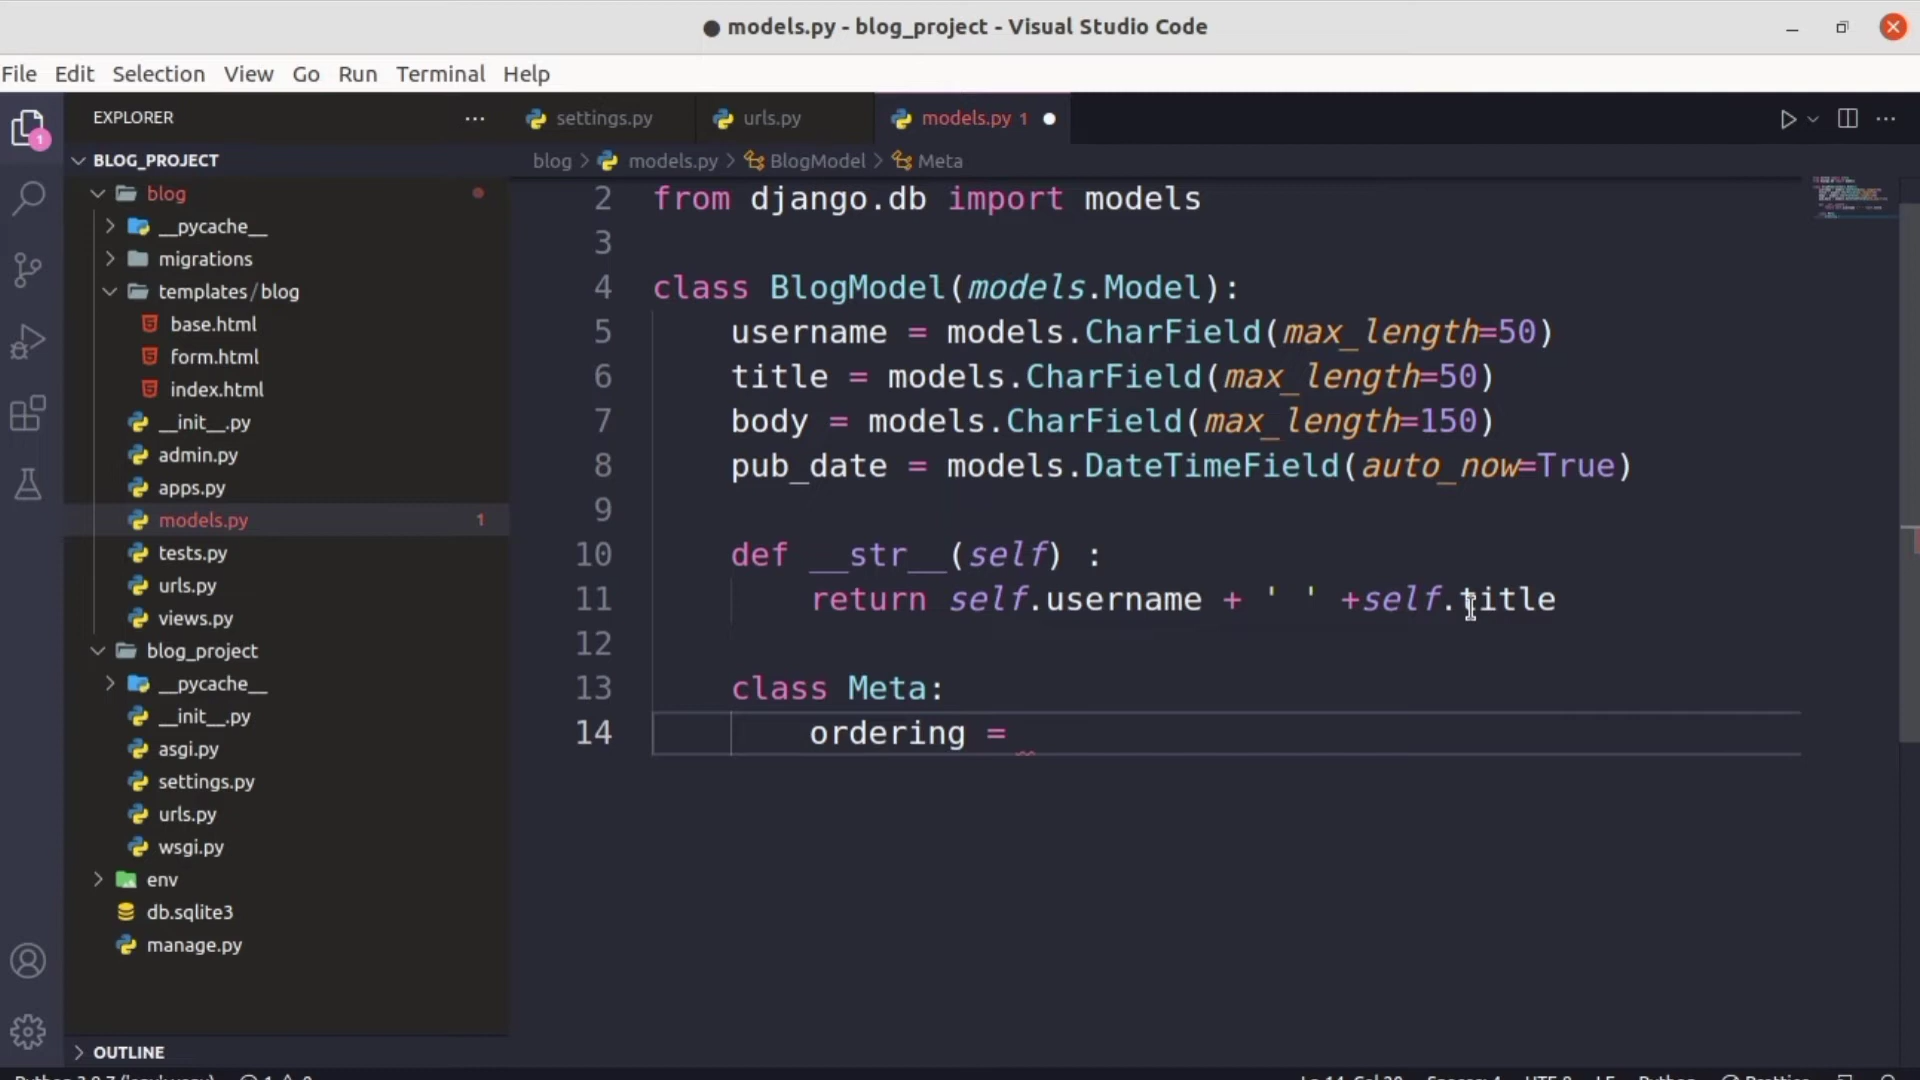 models.py - blog_project - Visual Studio Code
File Edit Selection View Go Run Terminal Help
EXPLORER
settings.py
urls.py
models.py 1
BLOG_PROJECT
blog > models.py > BlogModel > Meta
blog
__pycache__
migrations
templates/blog
base.html
form.html
index.html
__init__.py
admin.py
apps.py
models.py 1
tests.py
urls.py
views.py
blog_project
__pycache__
__init__.py
asgi.py
settings.py
urls.py
wsgi.py
env
db.sqlite3
manage.py
OUTLINE
1
2 from django.db import models
3
4 class BlogModel(models.Model):
5 username = models.CharField(max_length=50)
6 title = models.CharField(max_length=50)
7 body = models.CharField(max_length=150)
8 pub_date = models.DateTimeField(auto_now=True)
9
10 def __str__(self) :
11 return self.username + ' ' +self.title
12
13 class Meta:
14 ordering =